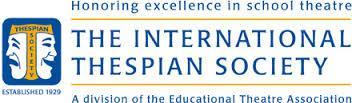 Honoring excellence in school theatre
THESPIAN
SOCIETY
ESTABLISHED 1929
THE INTERNATIONAL
THESPIAN SOCIETY
A division of the Educational Theatre Association